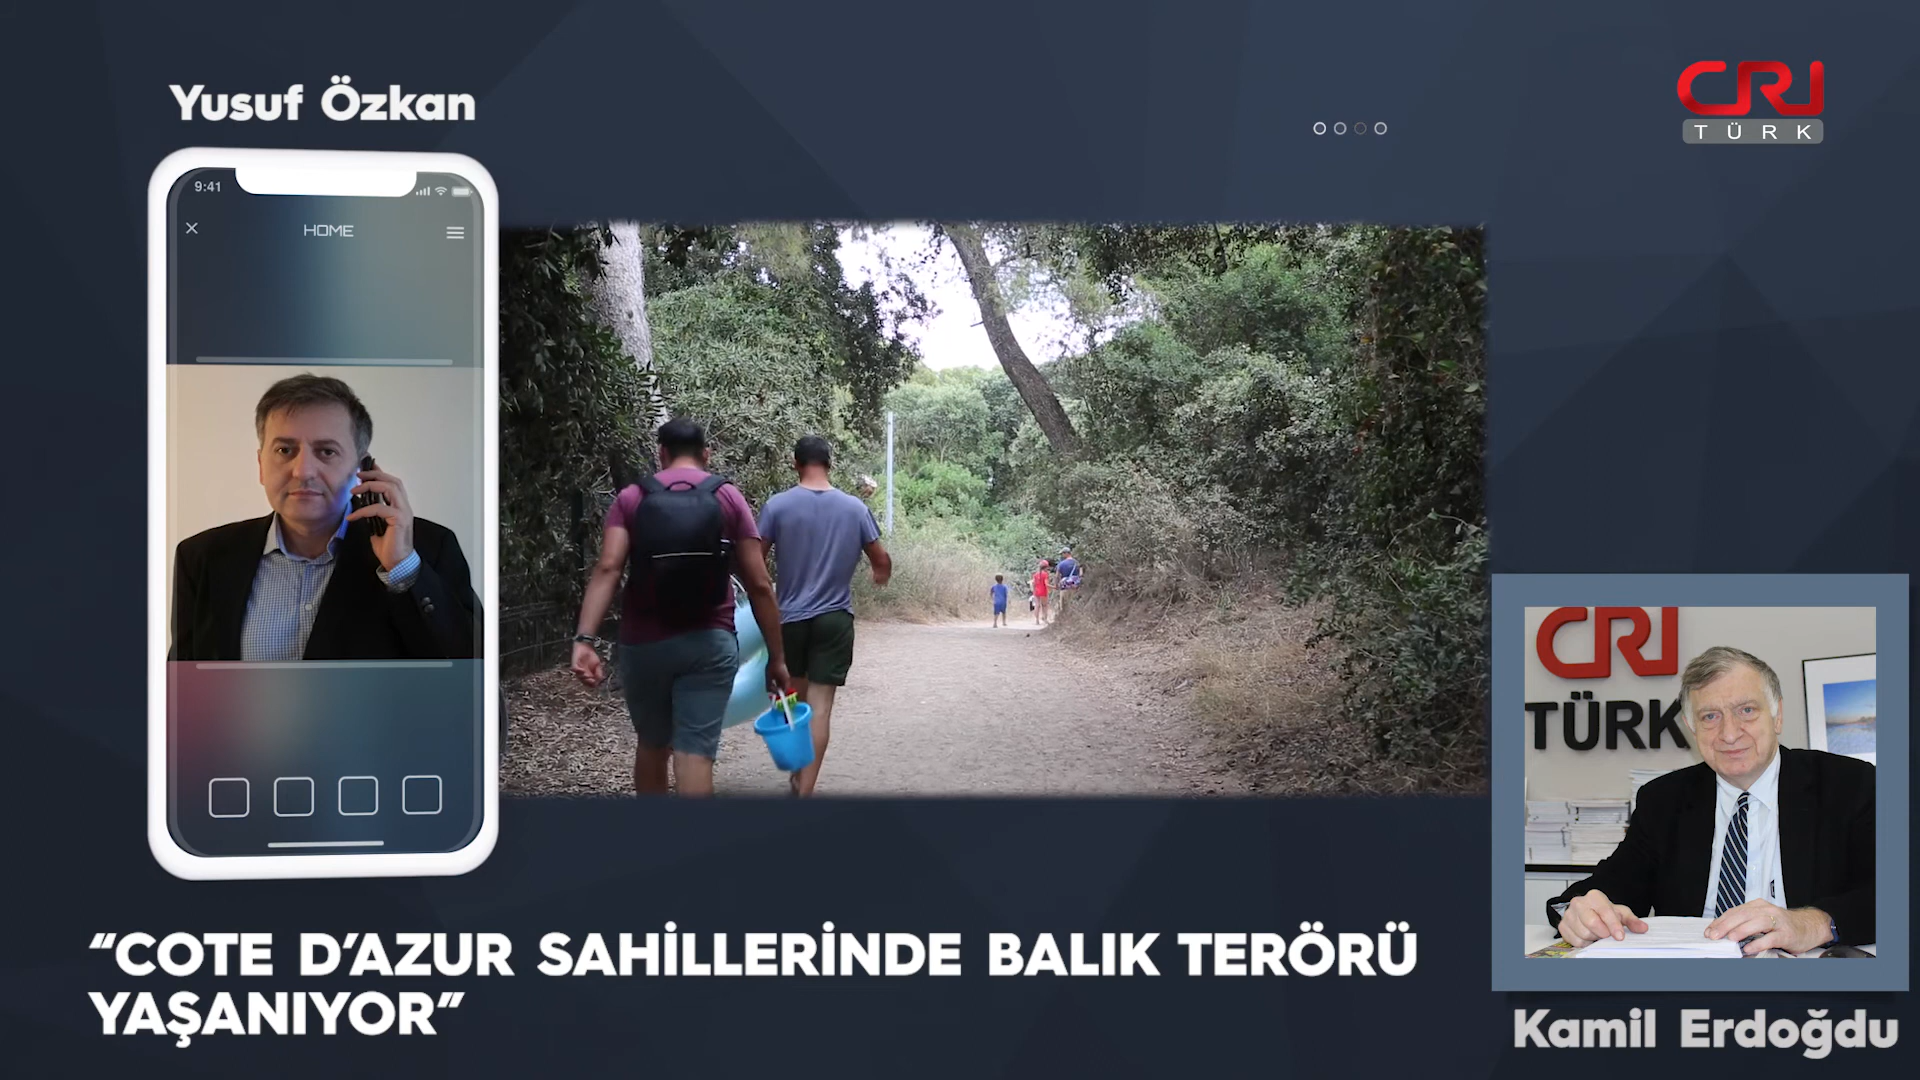 Yusuf Özkan
CRI
TÜRK
9:41
HOME
CRI
TÜRK
“COTE D’AZUR SAHİLLERİNDE BALIK TERÖRÜ
YAŞANIYOR”
Kamil Erdoğdu